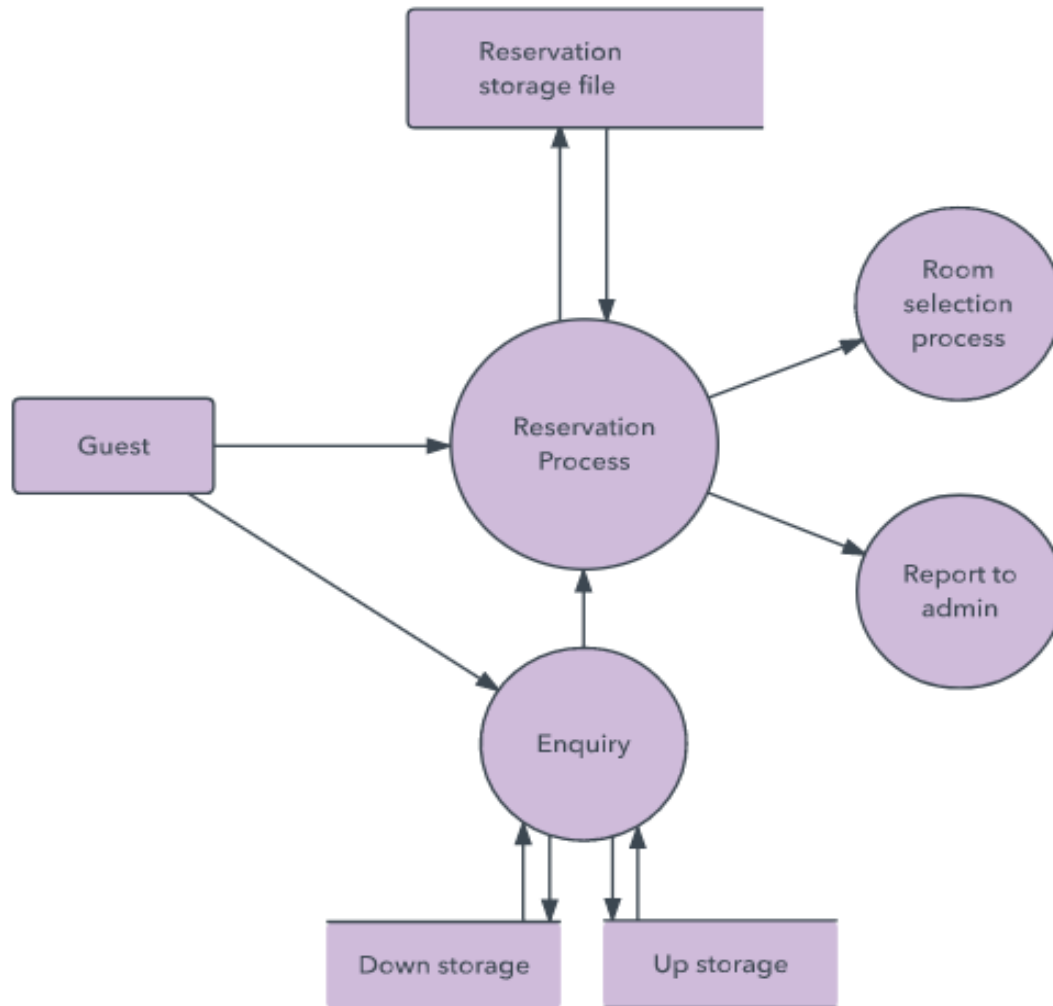 Reservation
storage file
Room
selection
process
Guest
Reservation
Process
Report to
admin
Enquiry
Down storage
Up storage